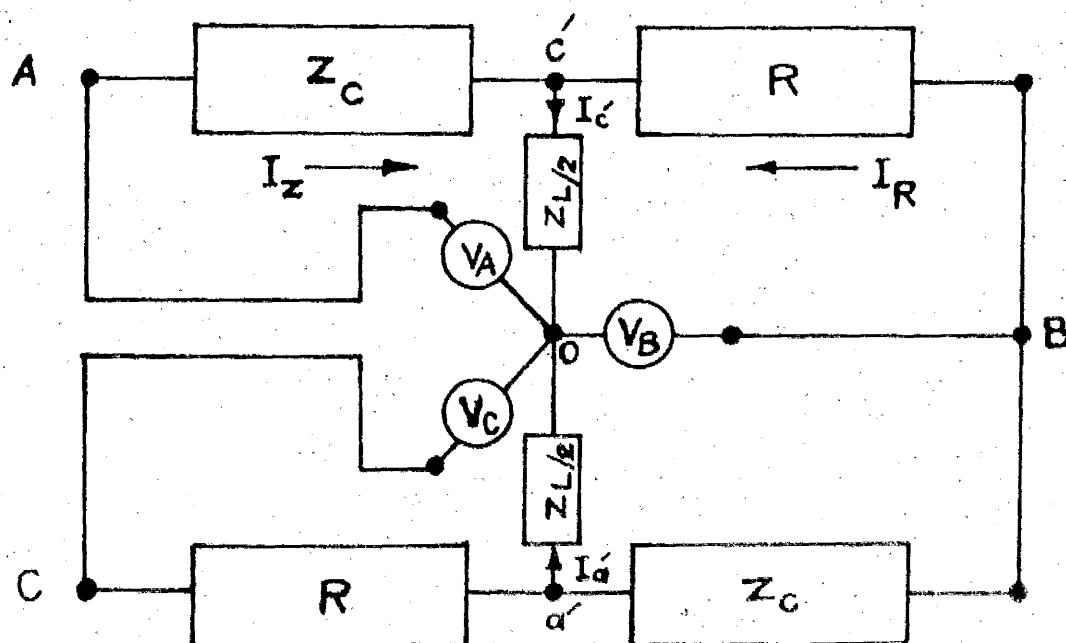 A
Z_C
C′
R
I_C′
I_Z
I_R
Z_L/2
V_A
O
V_B
B
V_C
Z_L/2
C
R
I_a′
a′
Z_C